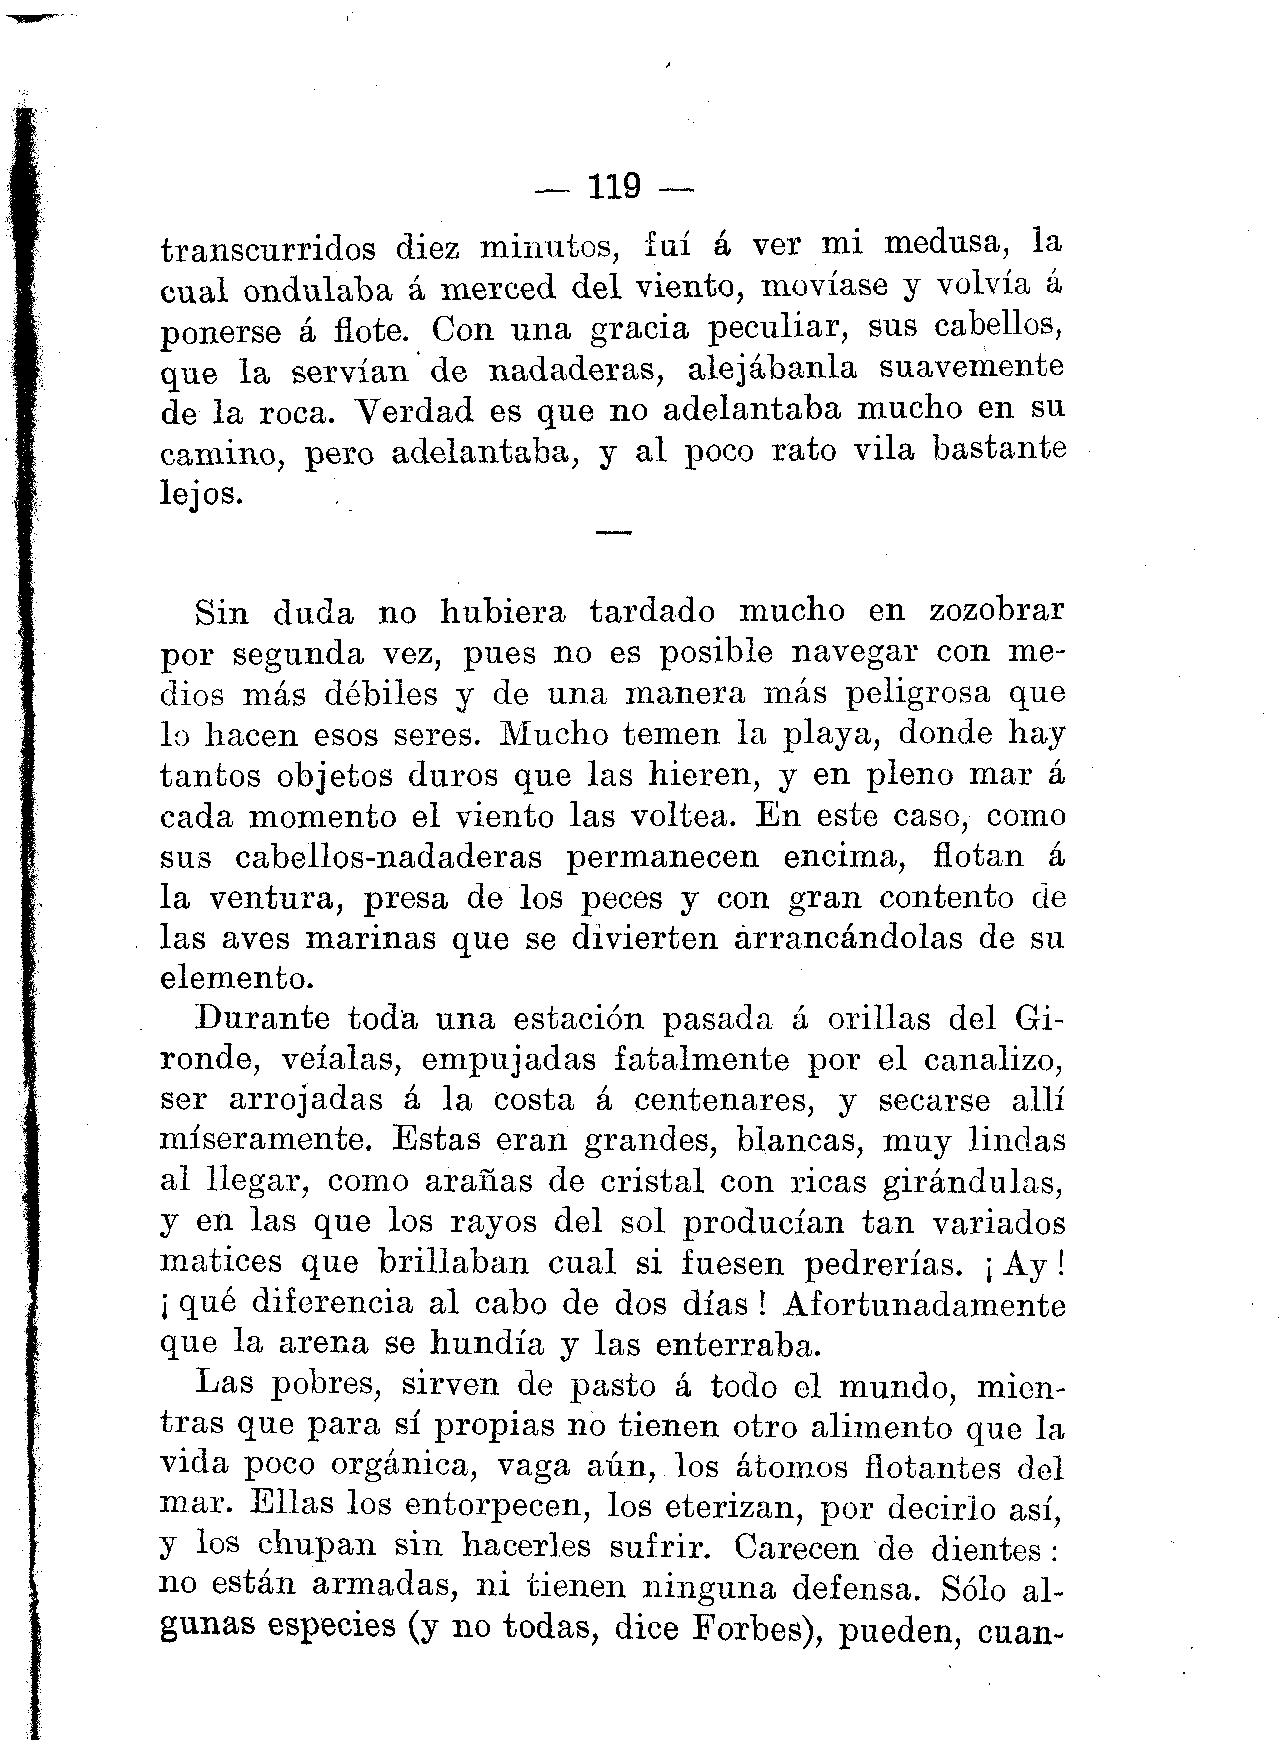 — 119 —
transcurridos diez minutos, fuí á ver mi medusa, la
cual ondulaba á merced del viento, movíase y volvía á
ponerse á flote. Con una gracia peculiar, sus cabellos,
que la servían de nadaderas, alejábanla suavemente
de la roca. Verdad es que no adelantaba mucho en su
camino, pero adelantaba, y al poco rato vila bastante
lejos.
—
Sin duda no hubiera tardado mucho en zozobrar
por segunda vez, pues no es posible navegar con me-
dios más débiles y de una manera más peligrosa que
lo hacen esos seres. Mucho temen la playa, donde hay
tantos objetos duros que las hieren, y en pleno mar á
cada momento el viento las voltea. En este caso, como
sus cabellos-nadaderas permanecen encima, flotan á
la ventura, presa de los peces y con gran contento de
las aves marinas que se divierten arrancándolas de su
elemento.
Durante toda una estación pasada á orillas del Gi-
ronde, veíalas, empujadas fatalmente por el canalizo,
ser arrojadas á la costa á centenares, y secarse allí
míseramente. Estas eran grandes, blancas, muy lindas
al llegar, como arañas de cristal con ricas girándulas,
y en las que los rayos del sol producían tan variados
matices que brillaban cual si fuesen pedrerías. ¡ Ay !
¡ qué diferencia al cabo de dos días ! Afortunadamente
que la arena se hundía y las enterraba.
Las pobres, sirven de pasto á todo el mundo, mien-
tras que para sí propias no tienen otro alimento que la
vida poco orgánica, vaga aún, los átomos flotantes del
mar. Ellas los entorpecen, los eterizan, por decirlo así,
y los chupan sin hacerles sufrir. Carecen de dientes :
no están armadas, ni tienen ninguna defensa. Sólo al-
gunas especies (y no todas, dice Forbes), pueden, cuan-